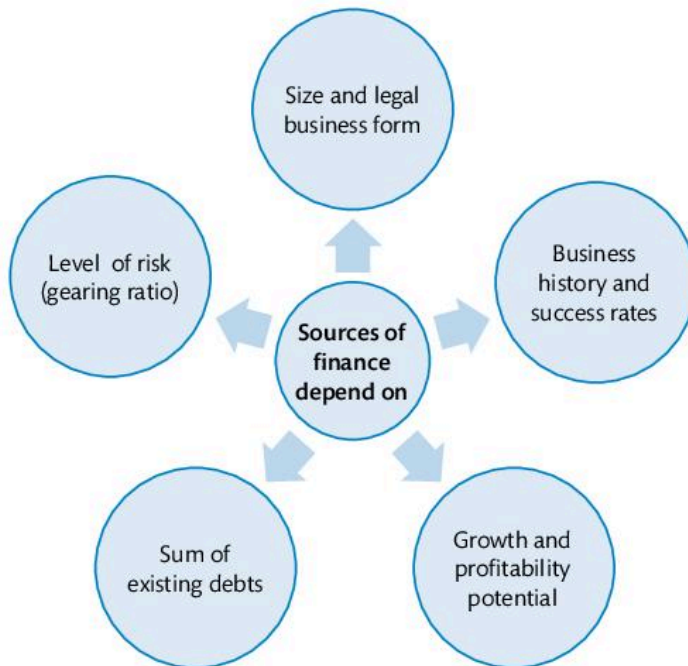 Size and legal
business form
Level of risk
(gearing ratio)
Business
history and
success rates
Sources of
finance
depend on
Sum of
existing debts
Growth and
profitability
potential